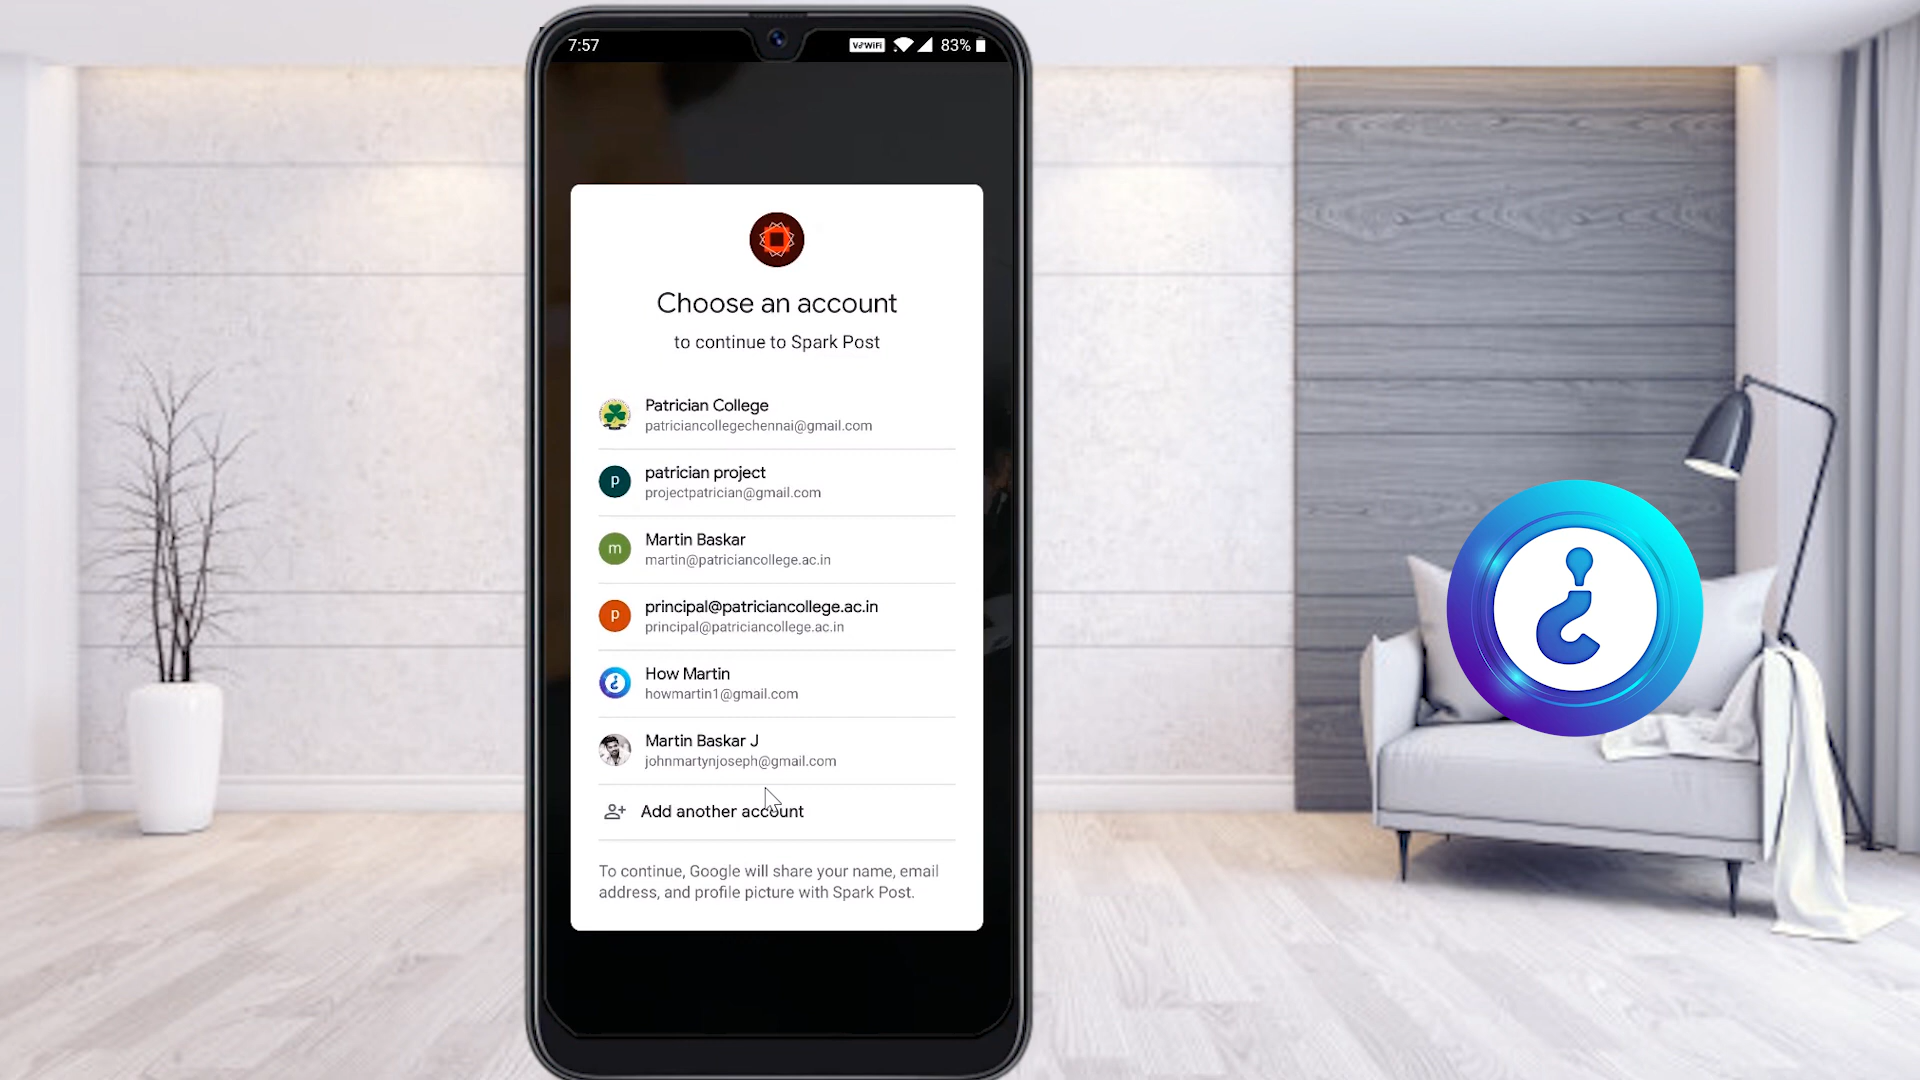 7:57
VoWiFi 83%
Choose an account
to continue to Spark Post
Patrician College
patriciancollegechennai@gmail.com
p
patrician project
projectpatrician@gmail.com
m
Martin Baskar
martin@patriciancollege.ac.in
p
principal@patriciancollege.ac.in
principal@patriciancollege.ac.in
How Martin
howmartin1@gmail.com
Martin Baskar J
johnmartynjoseph@gmail.com
Add another account
To continue, Google will share your name, email
address, and profile picture with Spark Post.